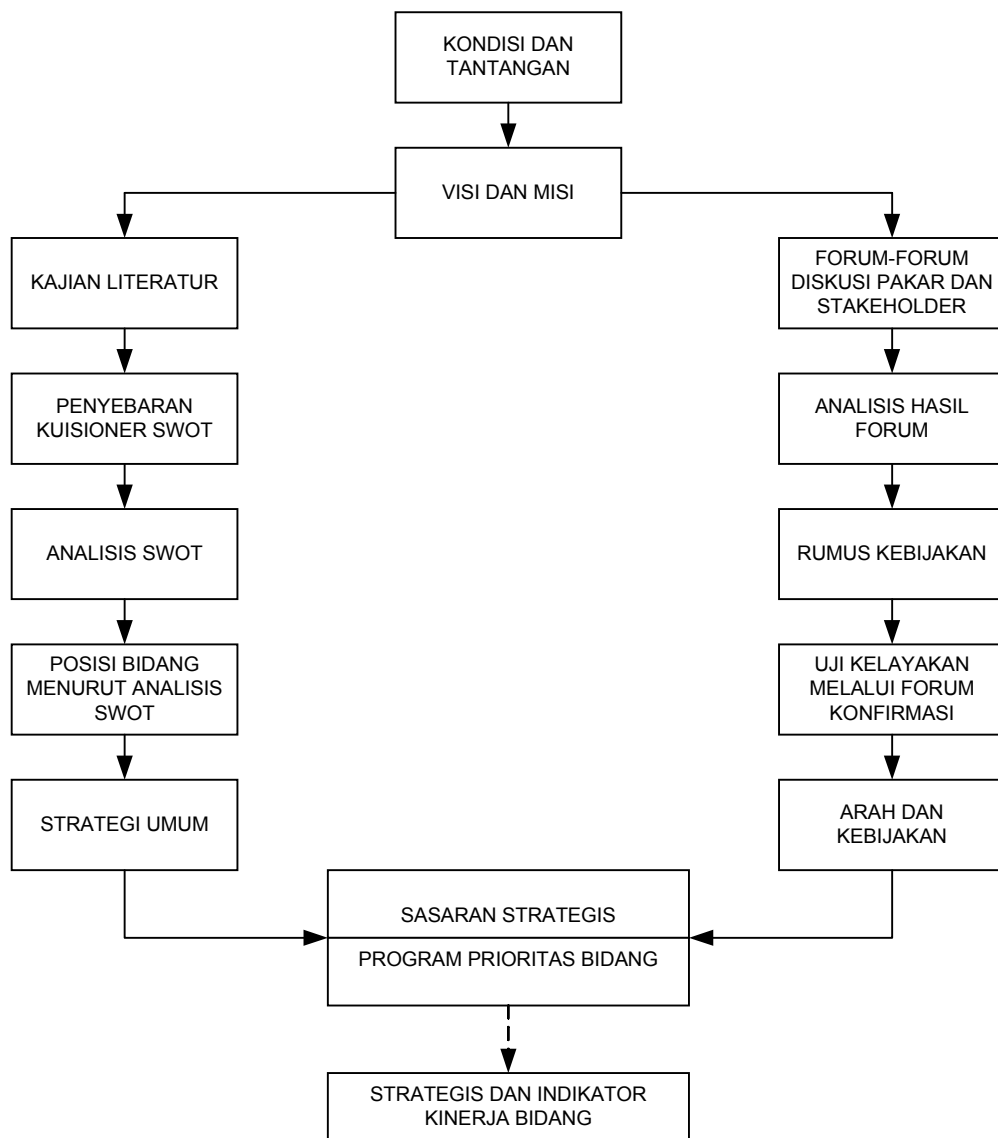 KONDISI DAN
TANTANGAN
VISI DAN MISI
KAJIAN LITERATUR
PENYEBARAN
KUISIONER SWOT
ANALISIS SWOT
POSISI BIDANG
MENURUT ANALISIS
SWOT
STRATEGI UMUM
FORUM-FORUM
DISKUSI PAKAR DAN
STAKEHOLDER
ANALISIS HASIL
FORUM
RUMUS KEBIJAKAN
UJI KELAYAKAN
MELALUI FORUM
KONFIRMASI
ARAH DAN
KEBIJAKAN
SASARAN STRATEGIS
PROGRAM PRIORITAS BIDANG
STRATEGIS DAN INDIKATOR
KINERJA BIDANG